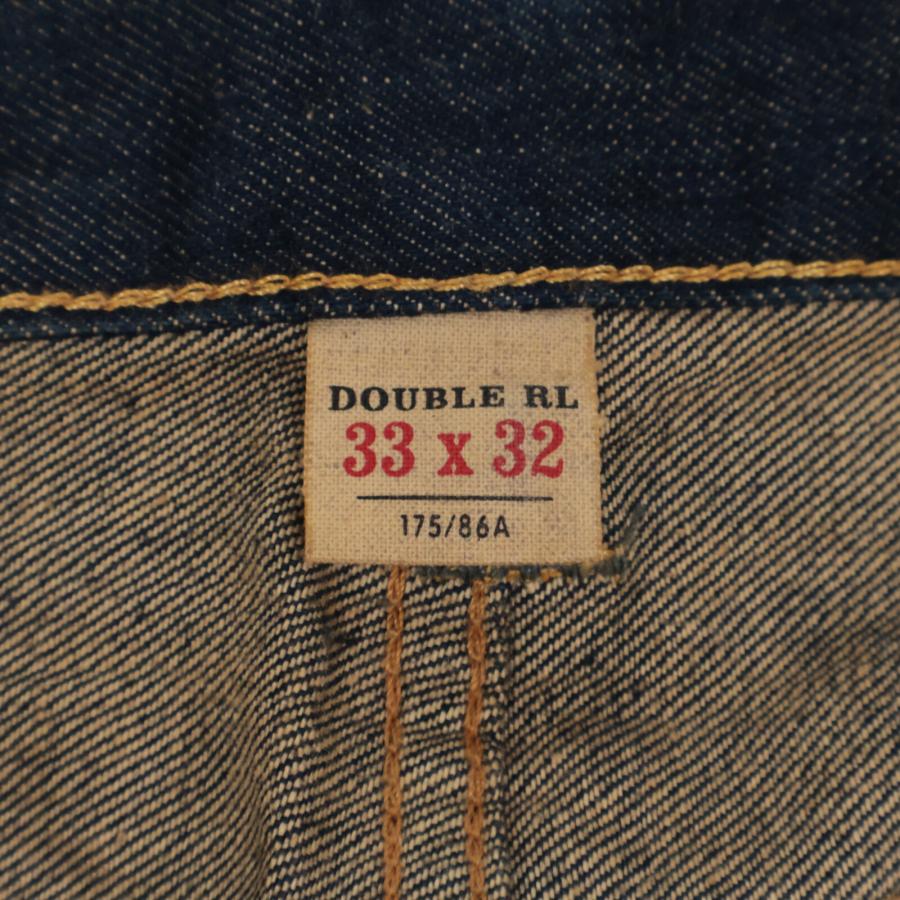 DOUBLE RL
33 x 32
175/86A